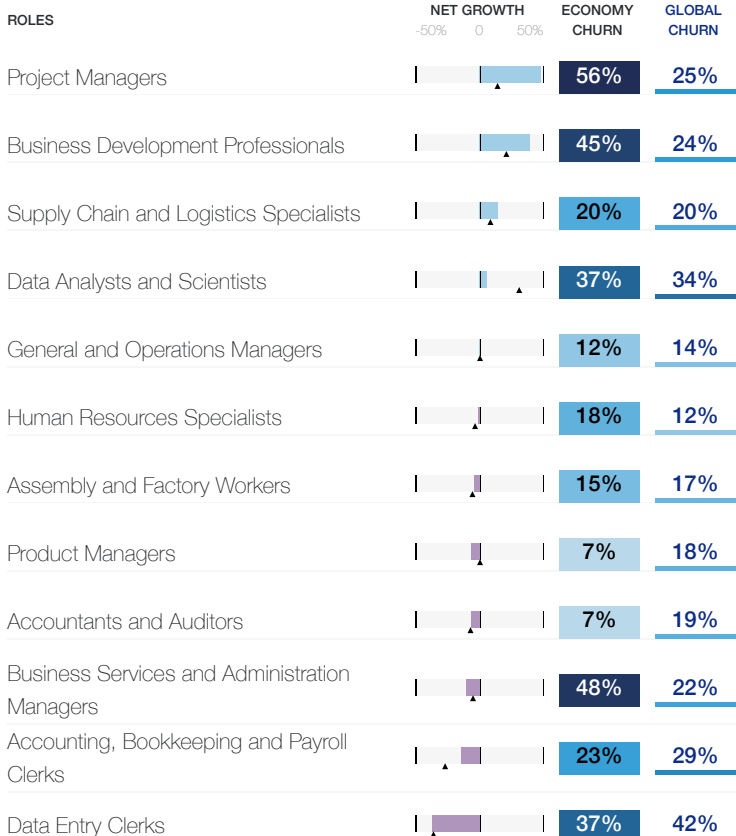 ROLES NET GROWTH ECONOMY CHURN GLOBAL CHURN
-50% 0 50%
Project Managers 56% 25%
Business Development Professionals 45% 24%
Supply Chain and Logistics Specialists 20% 20%
Data Analysts and Scientists 37% 34%
General and Operations Managers 12% 14%
Human Resources Specialists 18% 12%
Assembly and Factory Workers 15% 17%
Product Managers 7% 18%
Accountants and Auditors 7% 19%
Business Services and Administration
Managers 48% 22%
Accounting, Bookkeeping and Payroll
Clerks 23% 29%
Data Entry Clerks 37% 42%